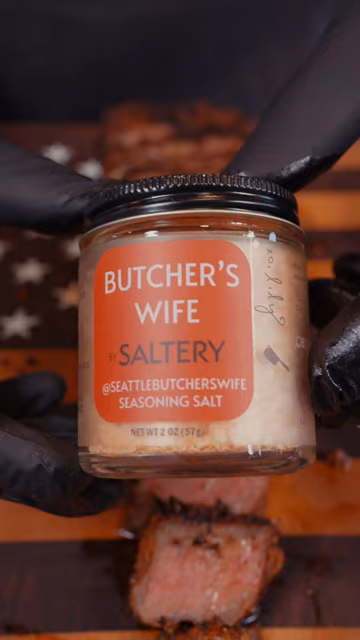 BUTCHER'S
WIFE
BY SALTERY
@SEATTLEBUTCHERSWIFE
SEASONING SALT
NET WT 2 OZ (57g)